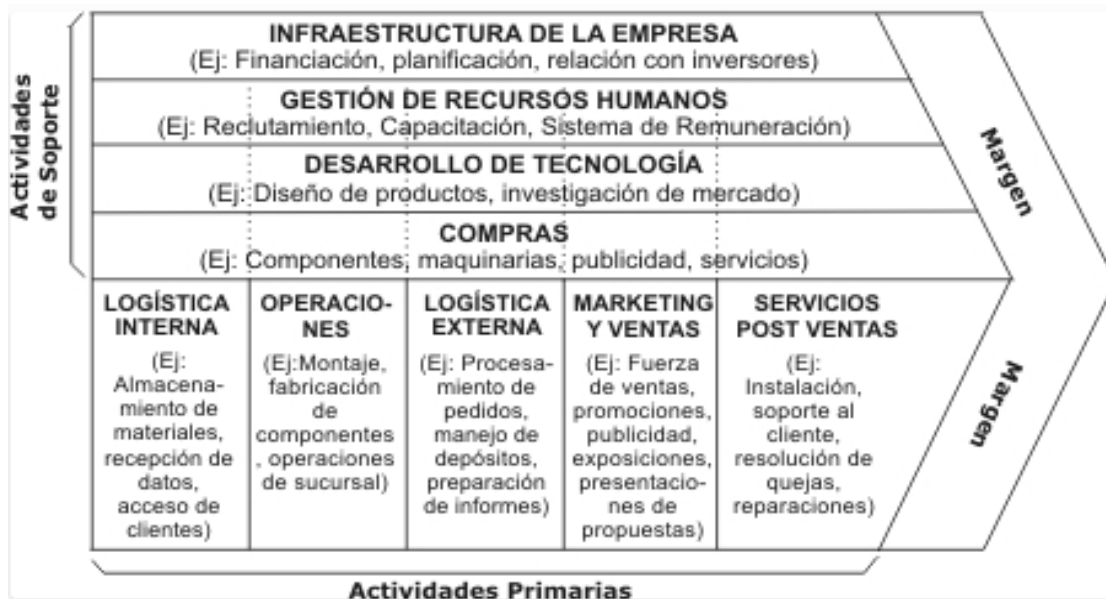 Actividades
de Soporte
INFRAESTRUCTURA DE LA EMPRESA
(Ej: Financiación, planificación, relación con inversores)
GESTIÓN DE RECURSOS HUMANOS
(Ej: Reclutamiento, Capacitación, Sistema de Remuneración)
DESARROLLO DE TECNOLOGÍA
(Ej: Diseño de productos, investigación de mercado)
COMPRAS
(Ej: Componentes, maquinarias, publicidad, servicios)
Margen
LOGÍSTICA
INTERNA
(Ej:
Almacena-
miento de
materiales,
recepción de
datos,
acceso de
clientes)
OPERACIO-
NES
(Ej:Montaje,
fabricación
de
componentes
, operaciones
de sucursal)
LOGÍSTICA
EXTERNA
(Ej: Procesa-
miento de
pedidos,
manejo de
depósitos,
preparación
de informes)
MARKETING
Y VENTAS
(Ej: Fuerza
de ventas,
promociones,
publicidad,
exposiciones,
presentacio-
nes de
propuestas)
SERVICIOS
POST VENTAS
(Ej:
Instalación,
soporte al
cliente,
resolución de
quejas,
reparaciones)
Margen
Actividades Primarias